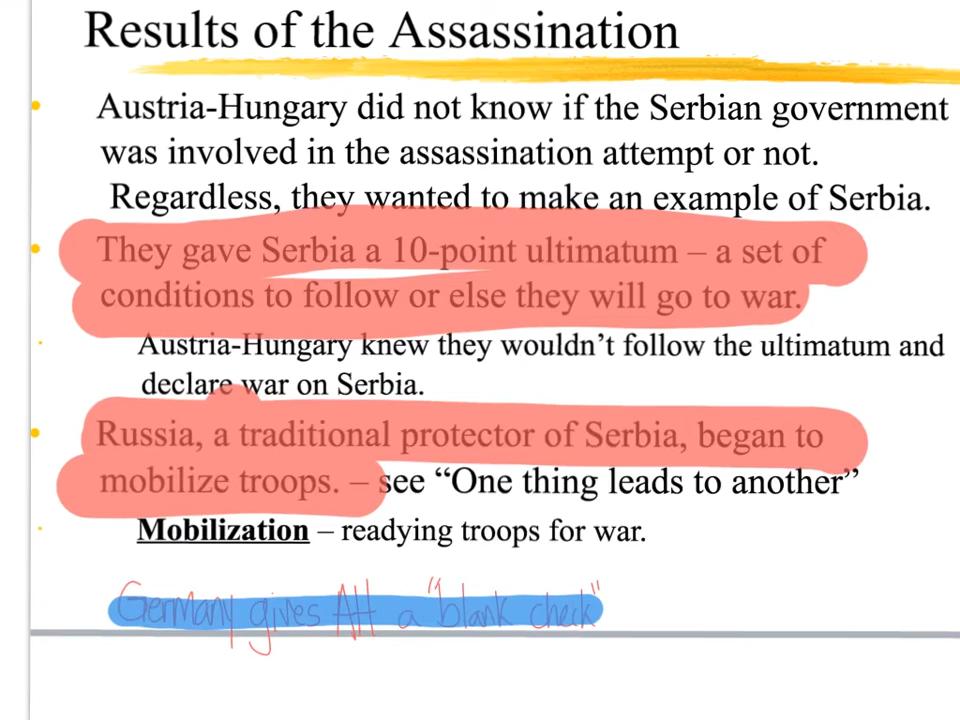 Results of the Assassination
Austria-Hungary did not know if the Serbian government
was involved in the assassination attempt or not.
Regardless, they wanted to make an example of Serbia.
They gave Serbia a 10-point ultimatum – a set of
conditions to follow or else they will go to war.
Austria-Hungary knew they wouldn’t follow the ultimatum and
declare war on Serbia.
Russia, a traditional protector of Serbia, began to
mobilize troops. – see “One thing leads to another”
Mobilization – readying troops for war.
Germany gives AH a "blank check"